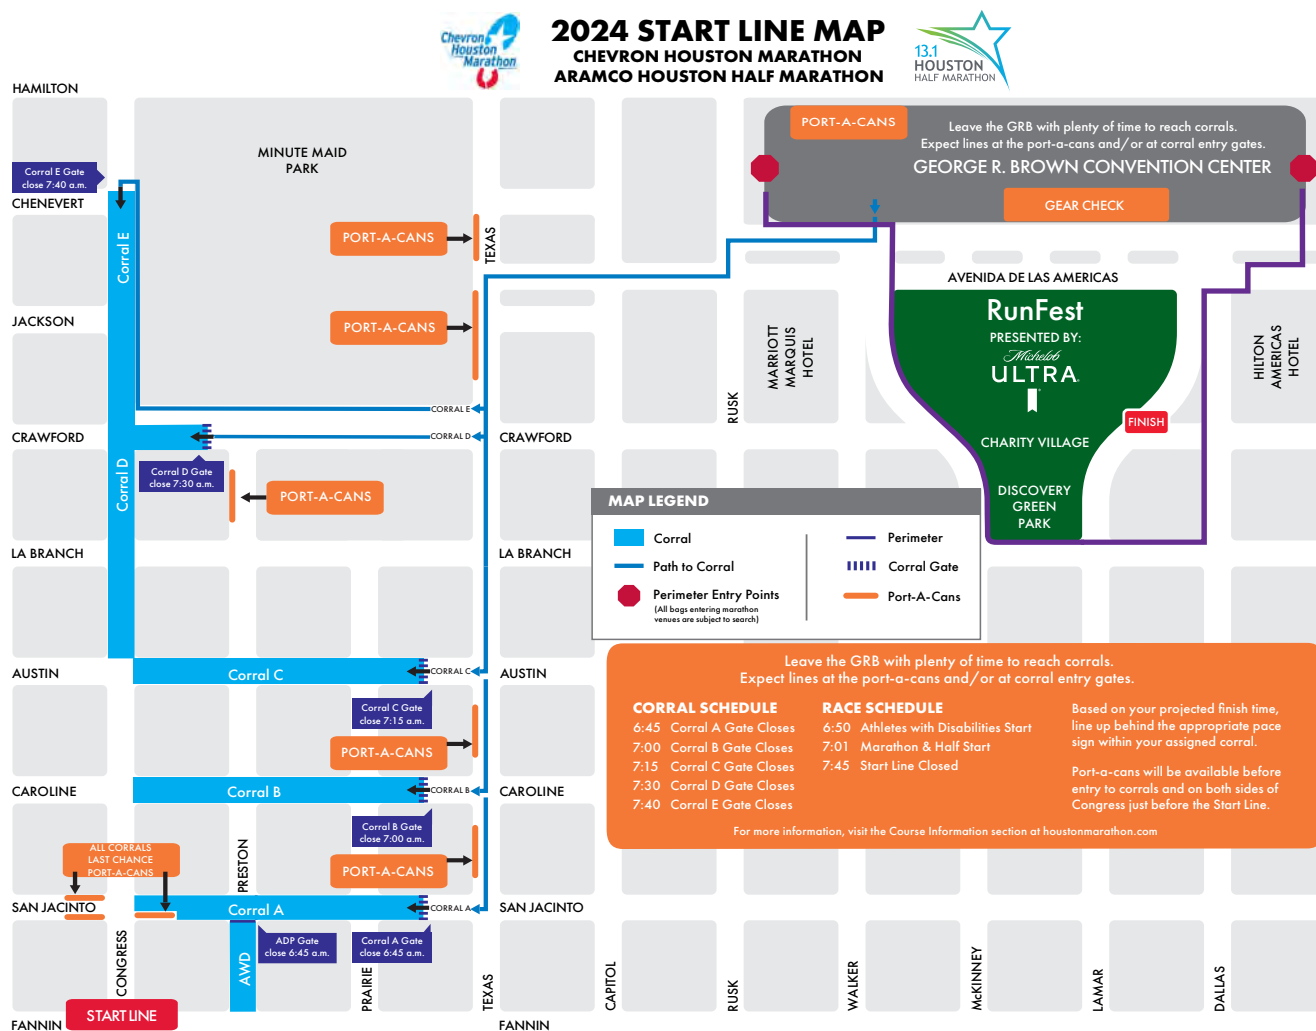 Chevron
Houston
Marathon
2024 START LINE MAP
CHEVRON HOUSTON MARATHON
ARAMCO HOUSTON HALF MARATHON
13.1
HOUSTON
HALF MARATHON
HAMILTON
MINUTE MAID
PARK
Corral E Gate
close 7:40 a.m.
CHENEVERT
Corral E
PORT-A-CANS
TEXAS
PORT-A-CANS
JACKSON
PORT-A-CANS
Leave the GRB with plenty of time to reach corrals.
Expect lines at the port-a-cans and/or at corral entry gates.
GEORGE R. BROWN CONVENTION CENTER
GEAR CHECK
AVENIDA DE LAS AMERICAS
RunFest
PRESENTED BY:
Michelob
ULTRA
MARRIOTT
MARQUIS
HOTEL
HILTON
AMERICAS
HOTEL
RUSK
FINISH
CHARITY VILLAGE
DISCOVERY
GREEN
PARK
CORRAL E
CRAWFORD
CORRAL D
CRAWFORD
Corral D
Corral D Gate
close 7:30 a.m.
PORT-A-CANS
LA BRANCH
LA BRANCH
MAP LEGEND
Corral
Path to Corral
Perimeter Entry Points
(All bags entering marathon
venues are subject to search)
Perimeter
Corral Gate
Port-A-Cans
AUSTIN
Corral C
CORRAL C
AUSTIN
Corral C Gate
close 7:15 a.m.
PORT-A-CANS
CAROLINE
Corral B
CORRAL B
CAROLINE
Corral B Gate
close 7:00 a.m.
PORT-A-CANS
Leave the GRB with plenty of time to reach corrals.
Expect lines at the port-a-cans and/or at corral entry gates.
CORRAL SCHEDULE
6:45 Corral A Gate Closes
7:00 Corral B Gate Closes
7:15 Corral C Gate Closes
7:30 Corral D Gate Closes
7:40 Corral E Gate Closes
RACE SCHEDULE
6:50 Athletes with Disabilities Start
7:01 Marathon & Half Start
7:45 Start Line Closed
Based on your projected finish time,
line up behind the appropriate pace
sign within your assigned corral.
Port-a-cans will be available before
entry to corrals and on both sides of
Congress just before the Start Line.
For more information, visit the Course Information section at houstonmarathon.com
ALL CORRALS
LAST CHANCE
PORT-A-CANS
PRESTON
SAN JACINTO
Corral A
CORRAL A
SAN JACINTO
ADP Gate
close 6:45 a.m.
Corral A Gate
close 6:45 a.m.
CONGRESS
AWD
PRAIRIE
TEXAS
CAPITOL
RUSK
WALKER
McKINNEY
LAMAR
DALLAS
START LINE
FANNIN
FANNIN